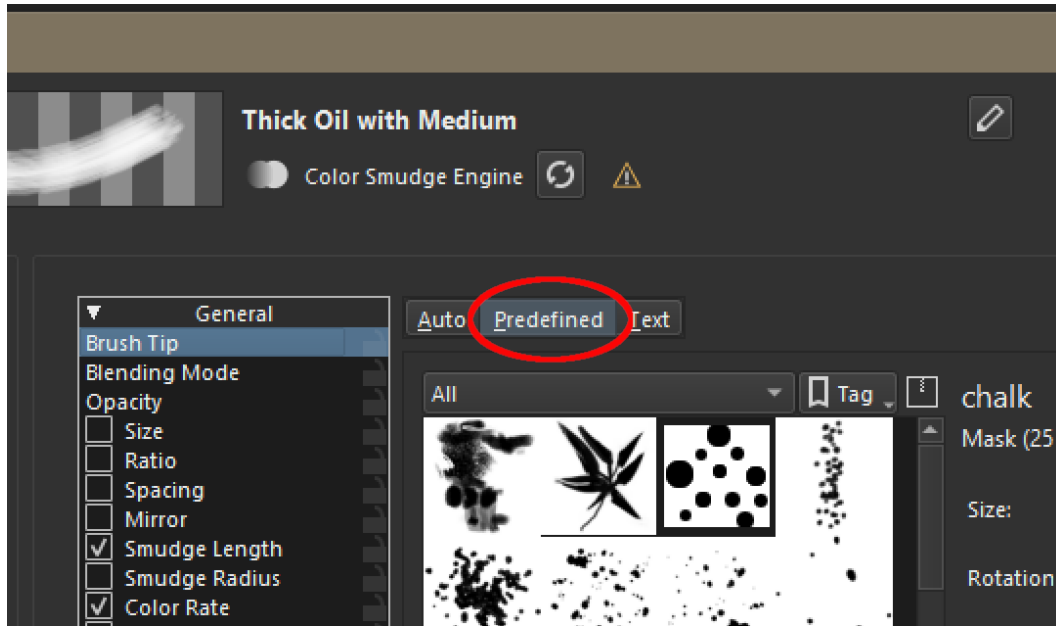 Thick Oil with Medium
Color Smudge Engine
General
Brush Tip
Blending Mode
Opacity
Size
Ratio
Spacing
Mirror
Smudge Length
Smudge Radius
Color Rate
Auto Predefined Text
All Tag
chalk
Mask (25
Size:
Rotation